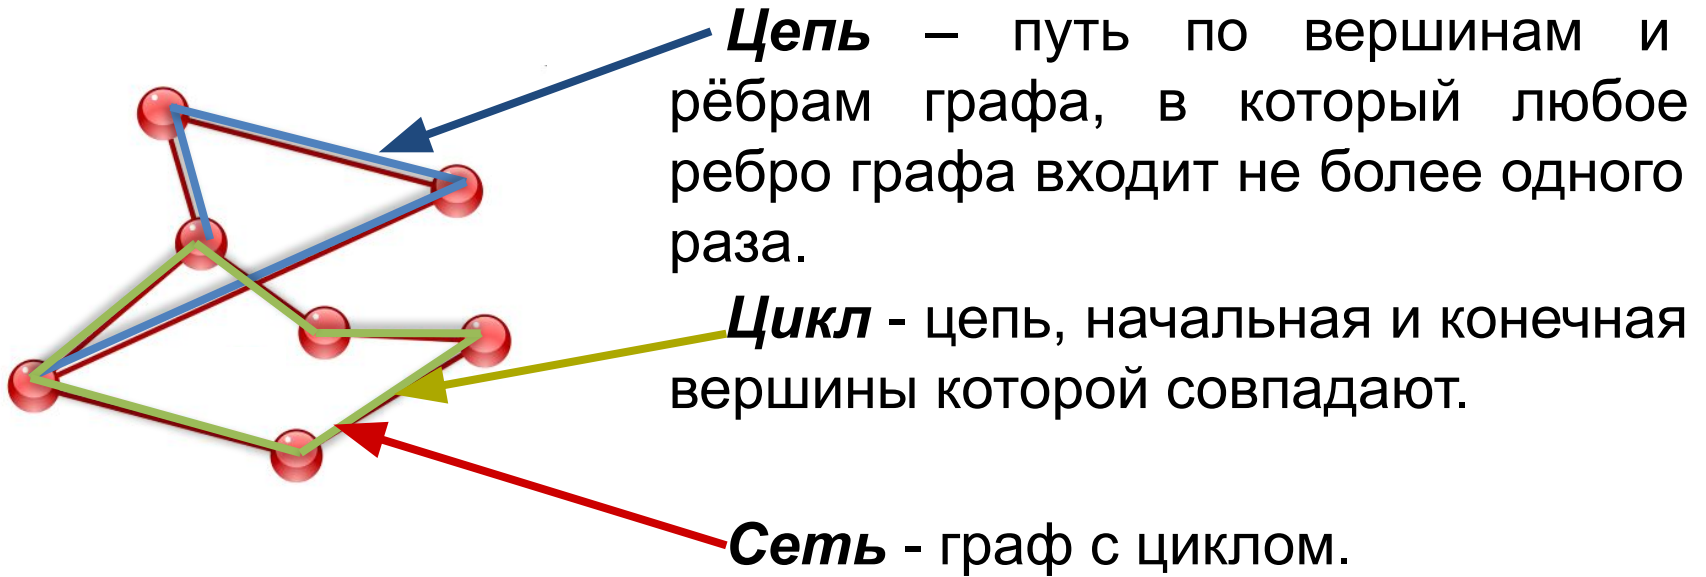 Цепь – путь по вершинам и
рёбрам графа, в который любое
ребро графа входит не более одного
раза.
Цикл - цепь, начальная и конечная
вершины которой совпадают.
Сеть - граф с циклом.